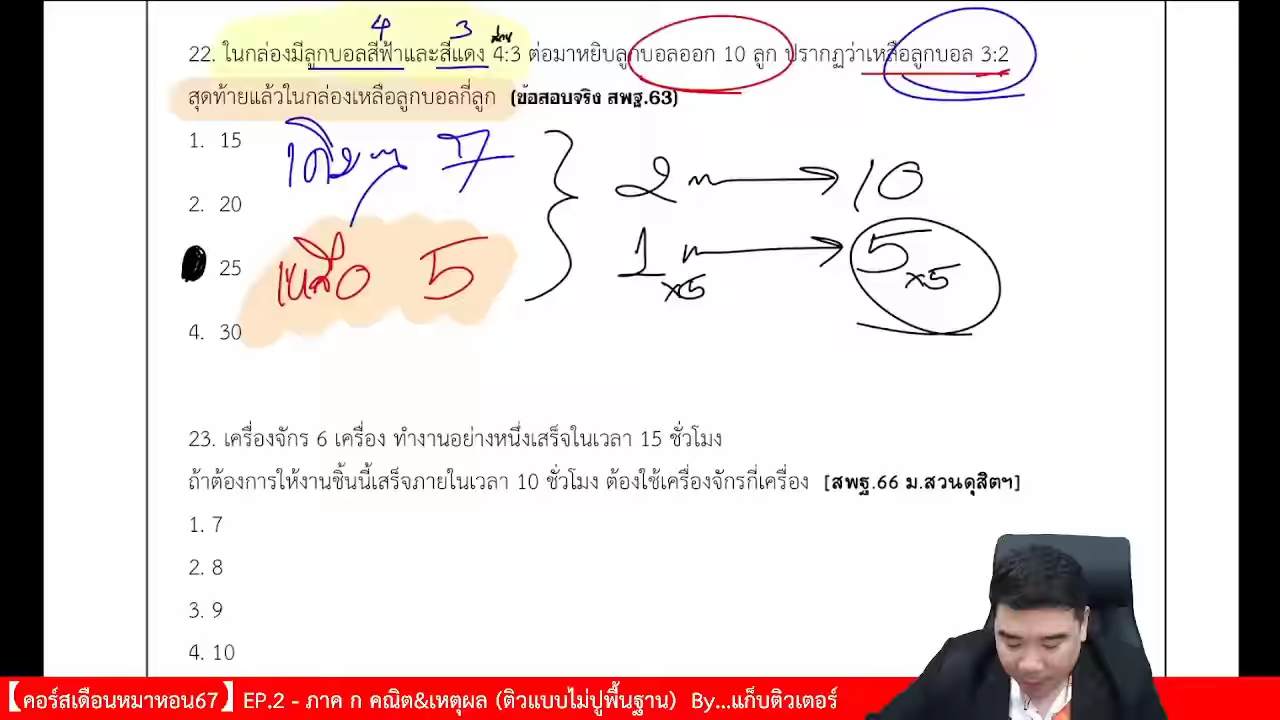 4 3 ส่วน
22. ในกล่องมีลูกบอลสีฟ้าและสีแดง 4:3 ต่อมาหยิบลูกบอลออก 10 ลูก ปรากฏว่าเหลือลูกบอล 3:2
สุดท้ายแล้วในกล่องเหลือลูกบอลกี่ลูก (ข้อสอบจริง สพฐ.63)
1. 15
เดิม 7
2 10
2. 20
25
เหลือ 5
1 5
×5 ×5
4. 30
23. เครื่องจักร 6 เครื่อง ทำงานอย่างหนึ่งเสร็จในเวลา 15 ชั่วโมง
ถ้าต้องการให้งานชิ้นนี้เสร็จภายในเวลา 10 ชั่วโมง ต้องใช้เครื่องจักรกี่เครื่อง [สพฐ.66 ม.สวนดุสิตฯ]
1. 7
2. 8
3. 9
4. 10
【คอร์สเดือนหมาหอน67】EP.2 - ภาค ก คณิต&เหตุผล (ติวแบบไม่ปูพื้นฐาน) By...แก็บติวเตอร์